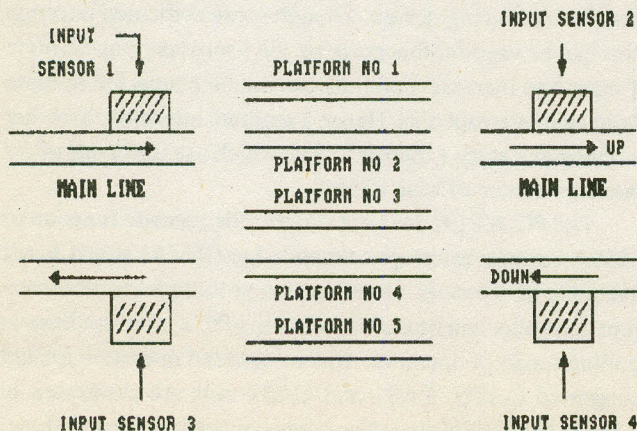 INPUT
SENSOR 1
INPUT SENSOR 2
PLATFORM NO 1
UP
MAIN LINE
PLATFORM NO 2
MAIN LINE
PLATFORM NO 3
DOWN
PLATFORM NO 4
PLATFORM NO 5
INPUT SENSOR 3
INPUT SENSOR 4